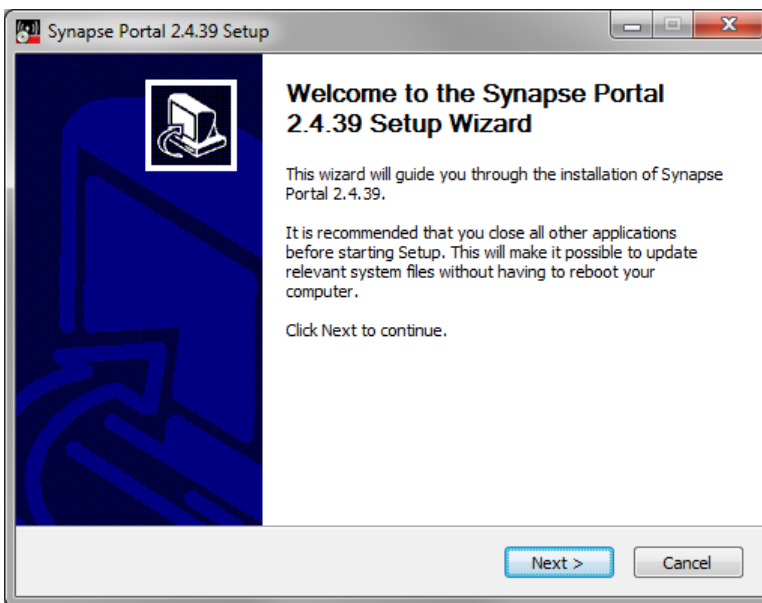 Synapse Portal 2.4.39 Setup
Welcome to the Synapse Portal
2.4.39 Setup Wizard
This wizard will guide you through the installation of Synapse
Portal 2.4.39.
It is recommended that you close all other applications
before starting Setup. This will make it possible to update
relevant system files without having to reboot your
computer.
Click Next to continue.
Next >
Cancel